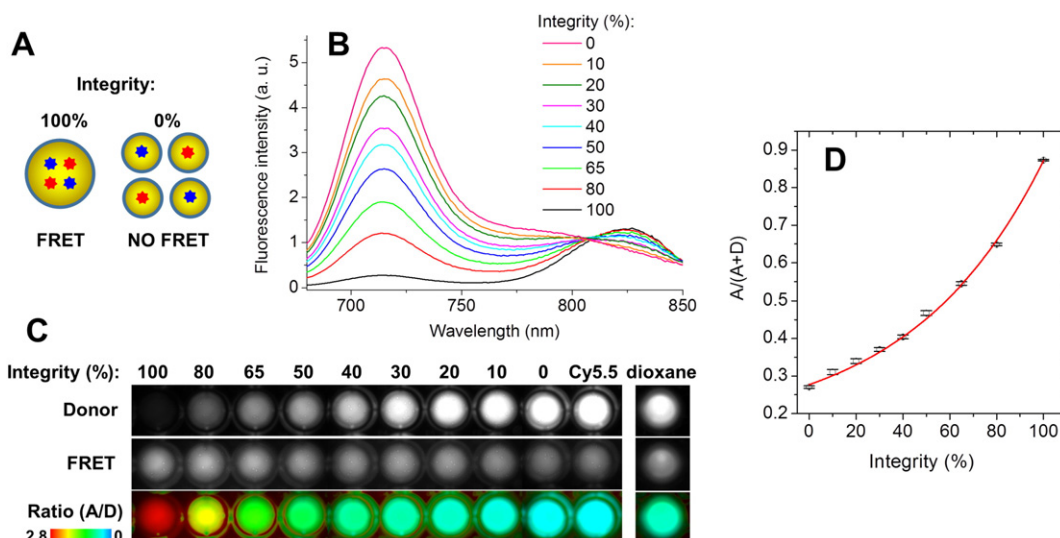 A
Integrity:
100% 0%
FRET NO FRET
B
Integrity (%):
0
10
20
30
40
50
65
80
100
Fluorescence intensity (a. u.)
5
4
3
2
1
0
700 750 800 850
Wavelength (nm)
C
Integrity (%): 100 80 65 50 40 30 20 10 0 Cy5.5 dioxane
Donor
FRET
Ratio (A/D)
2.8 0
D
A/(A+D)
0.9
0.8
0.7
0.6
0.5
0.4
0.3
0.2
0 20 40 60 80 100
Integrity (%)